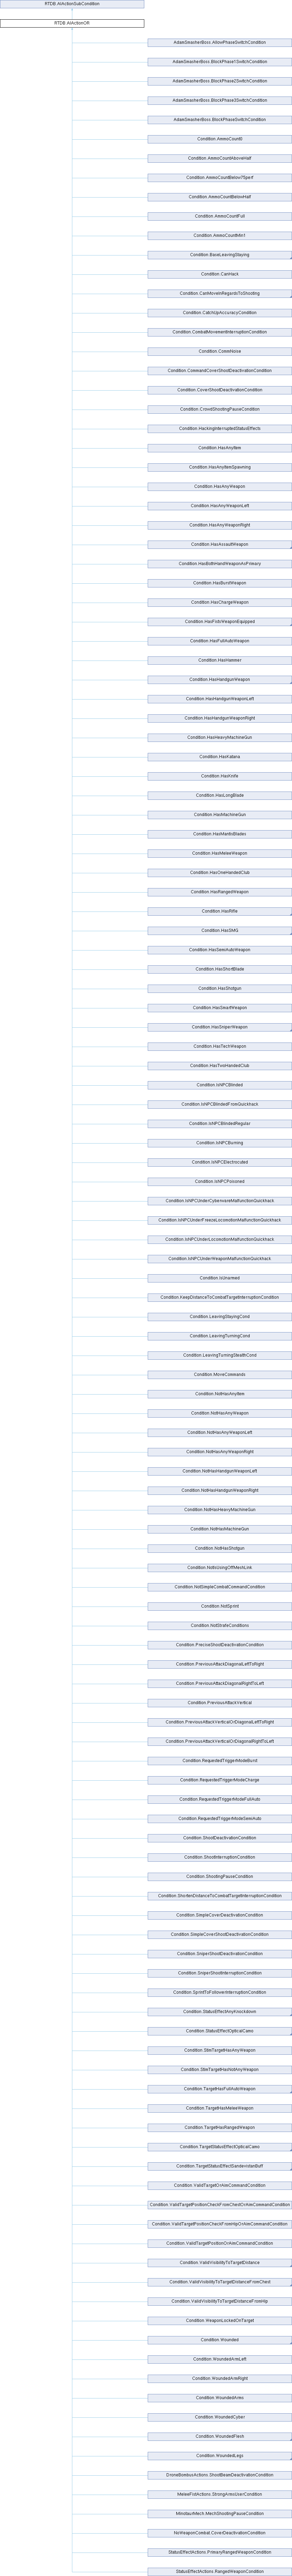 RTDB.AIActionSubCondition
RTDB.AIActionOR
AdamSmasherBoss.AllowPhaseSwitchCondition
AdamSmasherBoss.BlockPhase1SwitchCondition
AdamSmasherBoss.BlockPhase2SwitchCondition
AdamSmasherBoss.BlockPhase3SwitchCondition
AdamSmasherBoss.BlockPhaseSwitchCondition
Condition.AmmoCountAboveHalf
Condition.AmmoCountBelow75perf
Condition.AmmoCountBelowHalf
Condition.AmmoCountFull
Condition.AmmoCountMin1
Condition.BaseLeavingStaying
Condition.CanHack
Condition.CanMoveInRegardsToShooting
Condition.CatchUpAccuracyCondition
Condition.CombatMovementInterruptionCondition
Condition.CommNoise
Condition.CommandCoverShootDeactivationCondition
Condition.CoverShootDeactivationCondition
Condition.CrowdShootingPauseCondition
Condition.HackingInterruptedStatusEffects
Condition.HasAnyItem
Condition.HasAnyItemSpawning
Condition.HasAnyWeapon
Condition.HasAnyWeaponLeft
Condition.HasAnyWeaponRight
Condition.HasAssaultWeapon
Condition.HasBothHandWeaponAsPrimary
Condition.HasBurstWeapon
Condition.HasChargeWeapon
Condition.HasFistsWeaponEquipped
Condition.HasFullAutoWeapon
Condition.HasHammer
Condition.HasHandgunWeapon
Condition.HasHandgunWeaponLeft
Condition.HasHandgunWeaponRight
Condition.HasHeavyMachineGun
Condition.HasKatana
Condition.HasKnife
Condition.HasLongBlade
Condition.HasMachineGun
Condition.HasMantisBlades
Condition.HasMeleeWeapon
Condition.HasOneHandedClub
Condition.HasRangedWeapon
Condition.HasRifle
Condition.HasSMG
Condition.HasSemiAutoWeapon
Condition.HasShortBlade
Condition.HasShotgun
Condition.HasSmartWeapon
Condition.HasSniperWeapon
Condition.HasTechWeapon
Condition.HasTwoHandedClub
Condition.IsNPCBlinded
Condition.IsNPCBlindedFromQuickhack
Condition.IsNPCBlindedRegular
Condition.IsNPCBurning
Condition.IsNPCElectrocuted
Condition.IsNPCPoisoned
Condition.IsNPCUnderCyberwareMalfunctionQuickhack
Condition.IsNPCUnderFreezeLocomotionMalfunctionQuickhack
Condition.IsNPCUnderLocomotionMalfunctionQuickhack
Condition.IsNPCUnderWeaponMalfunctionQuickhack
Condition.IsUnarmed
Condition.KeepDistanceToCombatTargetInterruptionCondition
Condition.LeavingStayingCond
Condition.LeavingTurningCond
Condition.LeavingTurningStealthCond
Condition.MoveCommands
Condition.NotHasAnyItem
Condition.NotHasAnyWeapon
Condition.NotHasAnyWeaponLeft
Condition.NotHasAnyWeaponRight
Condition.NotHasHandgunWeaponLeft
Condition.NotHasHandgunWeaponRight
Condition.NotHasHeavyMachineGun
Condition.NotHasMachineGun
Condition.NotHasShotgun
Condition.NotIsUsingOffMeshLink
Condition.NotSimpleCombatCommandCondition
Condition.NotSprint
Condition.NotStrafeConditions
Condition.PreciseShootDeactivationCondition
Condition.PreviousAttackDiagonalLeftToRight
Condition.PreviousAttackDiagonalRightToLeft
Condition.PreviousAttackVertical
Condition.PreviousAttackVerticalOrDiagonalLeftToRight
Condition.PreviousAttackVerticalOrDiagonalRightToLeft
Condition.RequestedTriggerModeBurst
Condition.RequestedTriggerModeCharge
Condition.RequestedTriggerModeFullAuto
Condition.RequestedTriggerModeSemiAuto
Condition.ShootDeactivationCondition
Condition.ShootInterruptionCondition
Condition.ShootingPauseCondition
Condition.ShortenDistanceToCombatTargetInterruptionCondition
Condition.SimpleCoverDeactivationCondition
Condition.SimpleCoverShootDeactivationCondition
Condition.SniperShootDeactivationCondition
Condition.SniperShootInterruptionCondition
Condition.SprintToFollowerInterruptionCondition
Condition.StatusEffectAnyKnockdown
Condition.StatusEffectOpticalCamo
Condition.StimTargetHasAnyWeapon
Condition.StimTargetHasNotAnyWeapon
Condition.TargetHasFullAutoWeapon
Condition.TargetHasMeleeWeapon
Condition.TargetHasRangedWeapon
Condition.TargetStatusEffectOpticalCamo
Condition.TargetStatusEffectSandevistanBuff
Condition.ValidTargetOrAimCommandCondition
Condition.ValidTargetPositionCheckFromChestOrAimCommandCondition
Condition.ValidTargetPositionCheckFromHipOrAimCommandCondition
Condition.ValidTargetPositionOrAimCommandCondition
Condition.ValidVisibilityToTargetDistance
Condition.ValidVisibilityToTargetDistanceFromChest
Condition.ValidVisibilityToTargetDistanceFromHip
Condition.WeaponLockedOnTarget
Condition.Wounded
Condition.WoundedArmLeft
Condition.WoundedArmRight
Condition.WoundedArms
Condition.WoundedCyber
Condition.WoundedFlesh
Condition.WoundedLegs
DroneBombusActions.ShootBeamDeactivationCondition
MeleeFistActions.StrongArmsUserCondition
MinotaurMech.MechShootingPauseCondition
NoWeaponCombat.CoverDeactivationCondition
StatusEffectActions.PrimaryRangedWeaponCondition
StatusEffectActions.RangedWeaponCondition